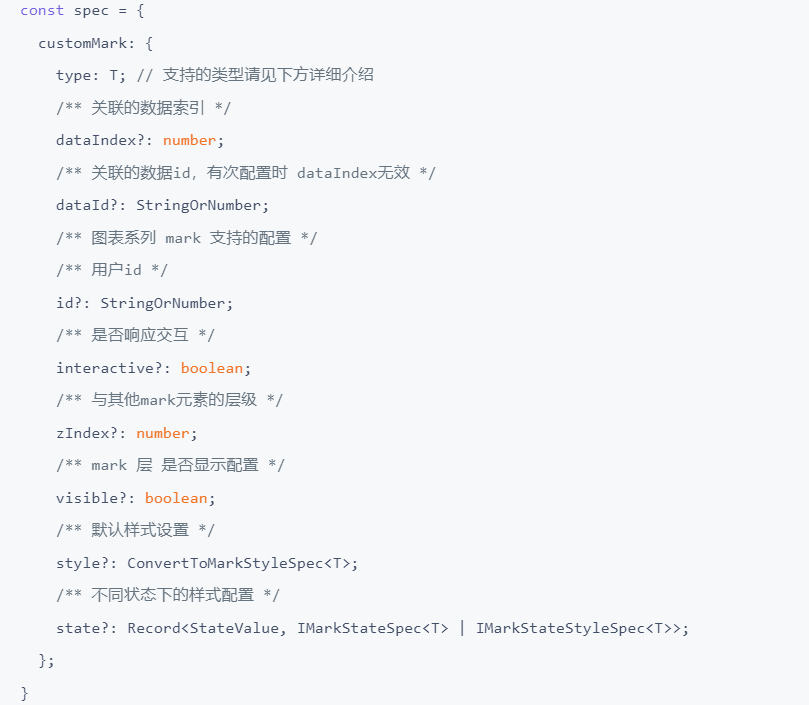 const spec = {
  customMark: {
    type: T; // 支持的类型请见下方详细介绍
    /** 关联的数据索引 */
    dataIndex?: number;
    /** 关联的数据id，有次配置时 dataIndex无效 */
    dataId?: StringOrNumber;
    /** 图表系列 mark 支持的配置 */
    /** 用户id */
    id?: StringOrNumber;
    /** 是否响应交互 */
    interactive?: boolean;
    /** 与其他mark元素的层级 */
    zIndex?: number;
    /** mark 层 是否显示配置 */
    visible?: boolean;
    /** 默认样式设置 */
    style?: ConvertToMarkStyleSpec<T>;
    /** 不同状态下的样式配置 */
    state?: Record<StateValue, IMarkStateSpec<T> | IMarkStateStyleSpec<T>>;
  };
}